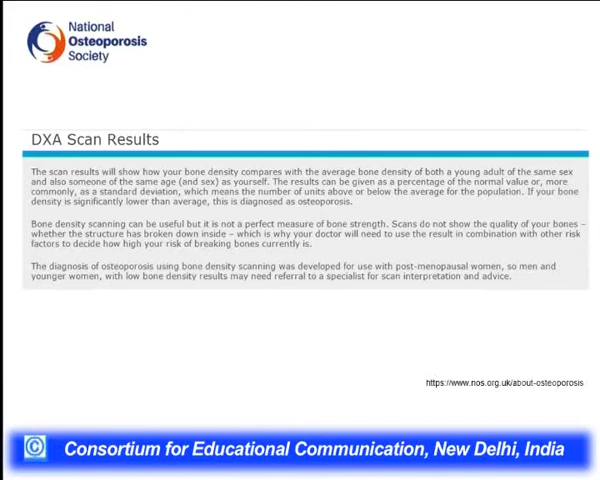 National
Osteoporosis
Society
DXA Scan Results
The scan results will show how your bone density compares with the average bone density of both a young adult of the same sex
and also someone of the same age (and sex) as yourself. The results can be given as a percentage of the normal value or, more
commonly, as a standard deviation, which means the number of units above or below the average for the population. If your bone
density is significantly lower than average, this is diagnosed as osteoporosis.
Bone density scanning can be useful but it is not a perfect measure of bone strength. Scans do not show the quality of your bones –
whether the structure has broken down inside – which is why your doctor will need to use the result in combination with other risk
factors to decide how high your risk of breaking bones currently is.
The diagnosis of osteoporosis using bone density scanning was developed for use with post-menopausal women, so men and
younger women, with low bone density results may need referral to a specialist for scan interpretation and advice.
https://www.nos.org.uk/about-osteoporosis
© Consortium for Educational Communication, New Delhi, India